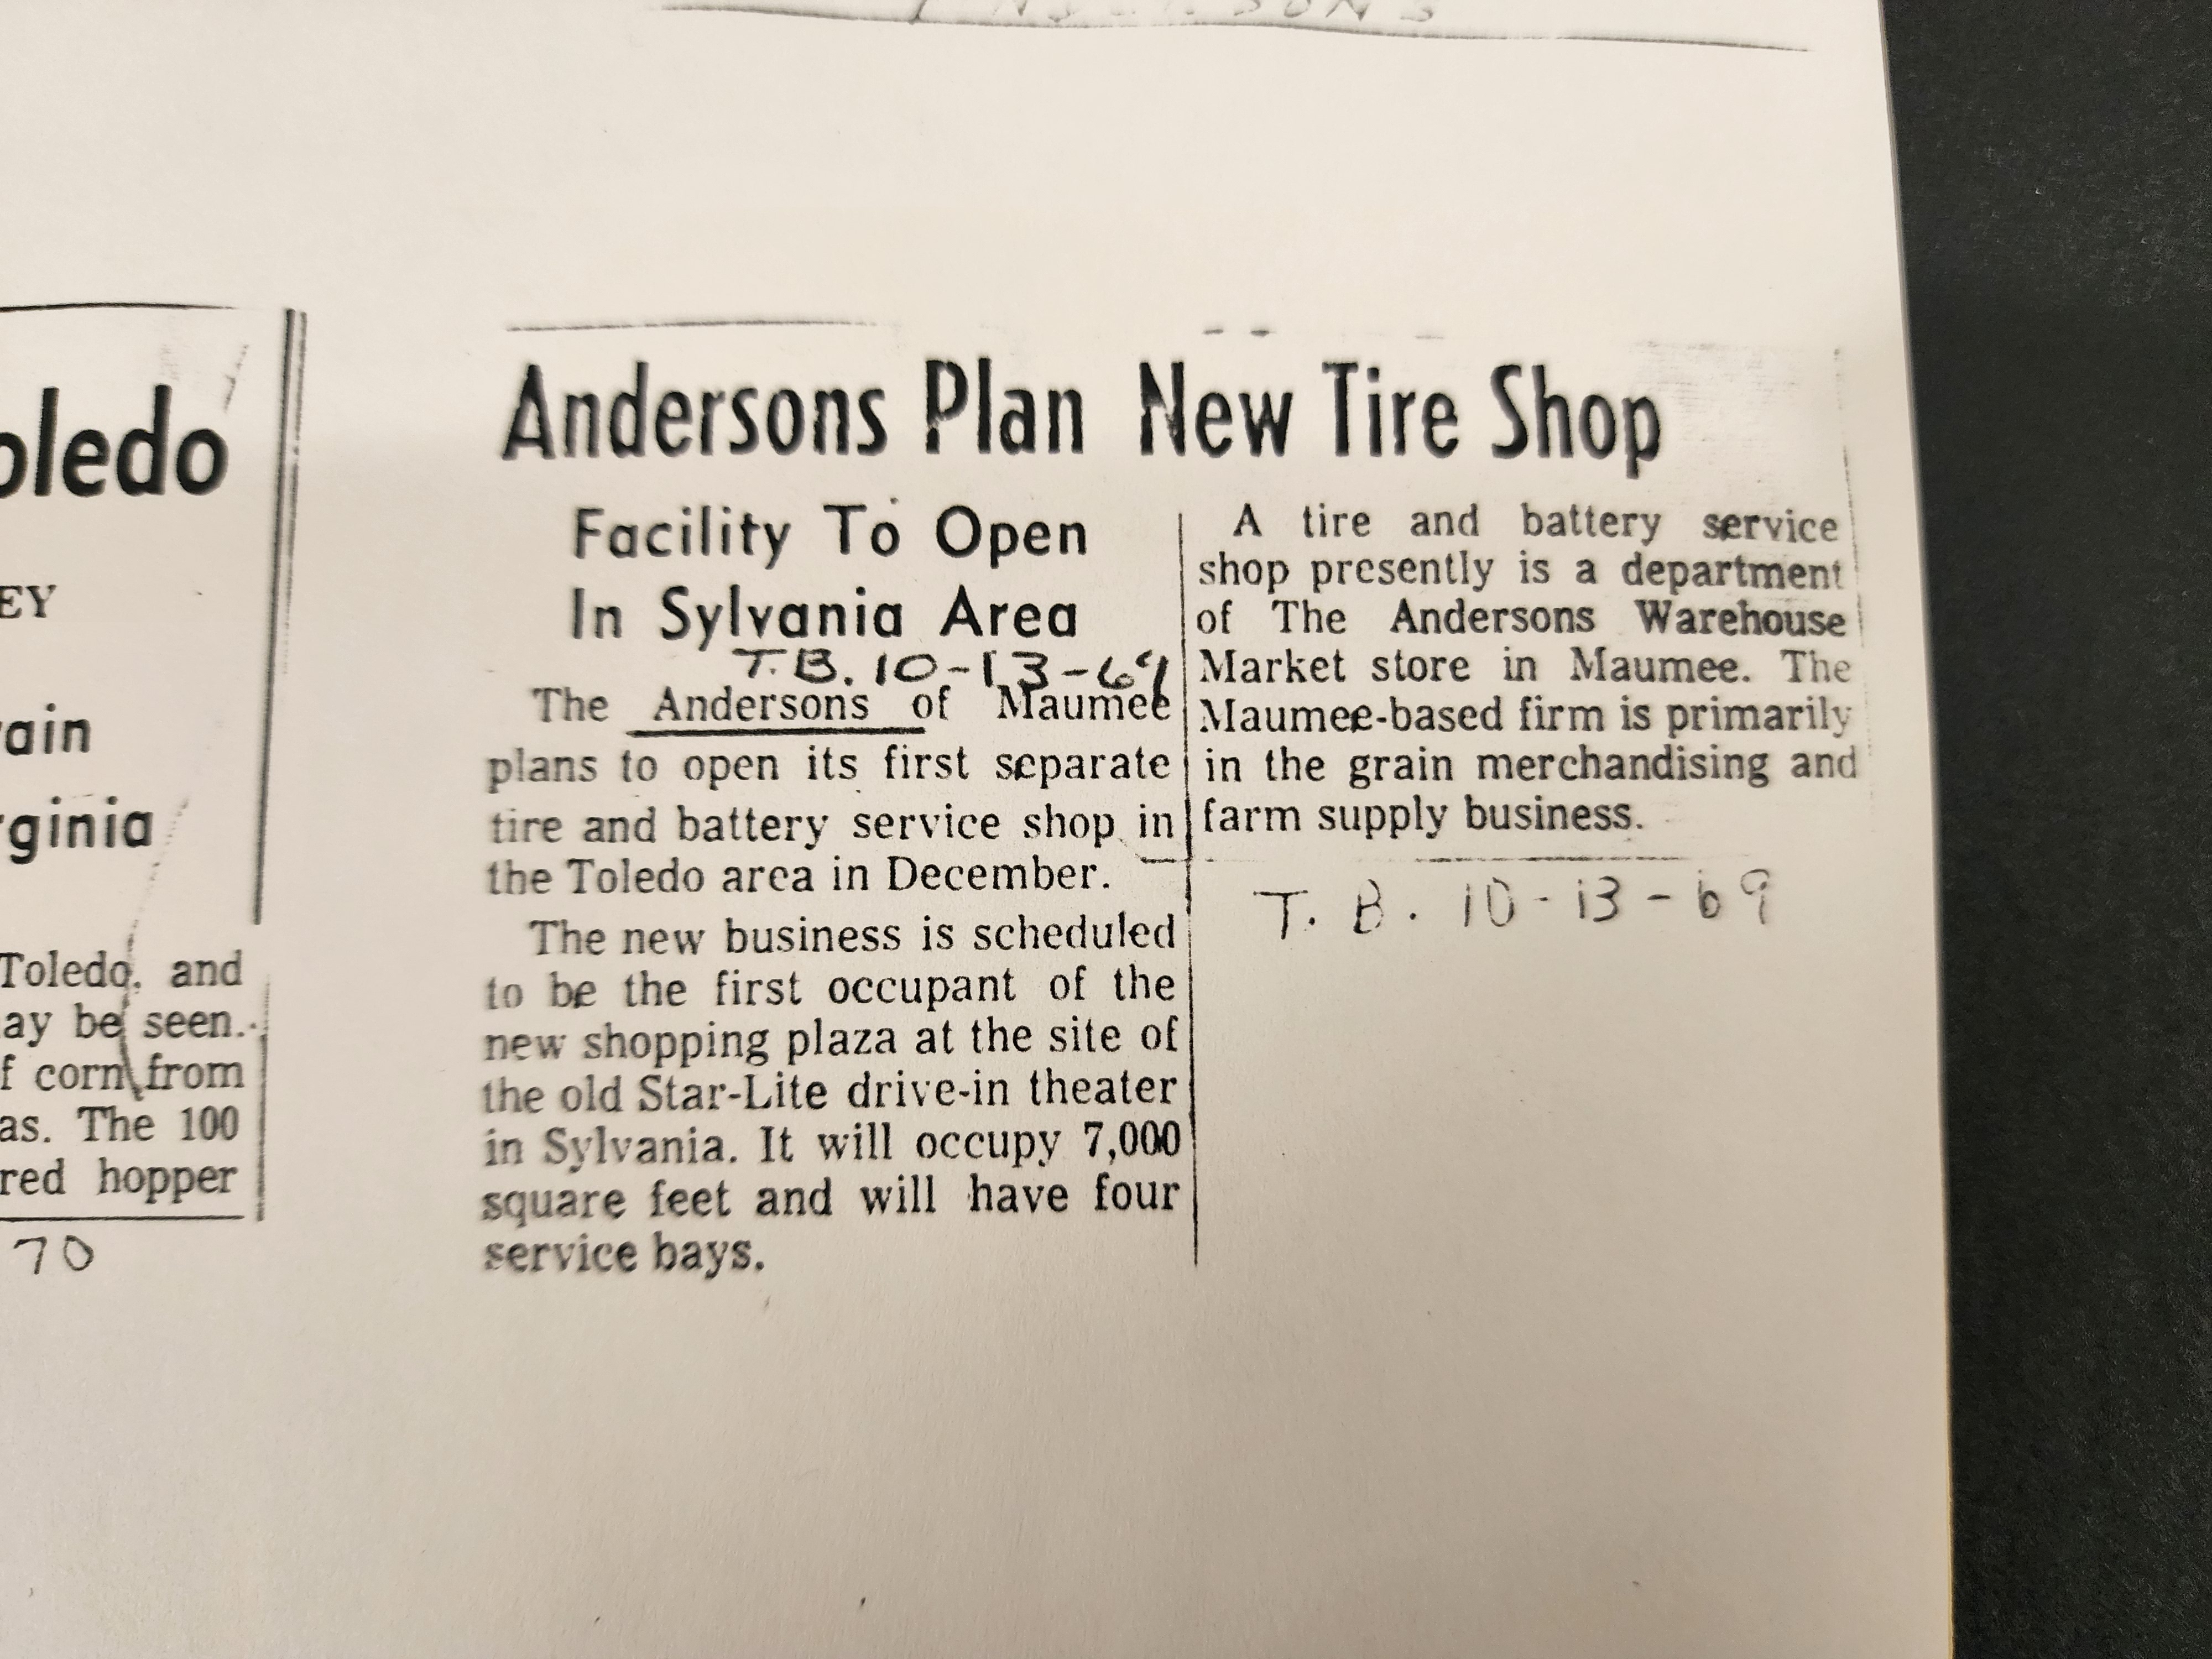 oledo
EY
ain
ginia
Toledo, and
ay be seen.
f corn from
as. The 100
red hopper
70
Andersons Plan New Tire Shop
Facility To Open
In Sylvania Area
T.B. 10-13-69
The Andersons of Maumee
plans to open its first separate
tire and battery service shop in
the Toledo area in December.
The new business is scheduled
to be the first occupant of the
new shopping plaza at the site of
the old Star-Lite drive-in theater
in Sylvania. It will occupy 7,000
square feet and will have four
service bays.
A tire and battery service
shop presently is a department
of The Andersons Warehouse
Market store in Maumee. The
Maumee-based firm is primarily
in the grain merchandising and
farm supply business.
T. B. 10-13-69